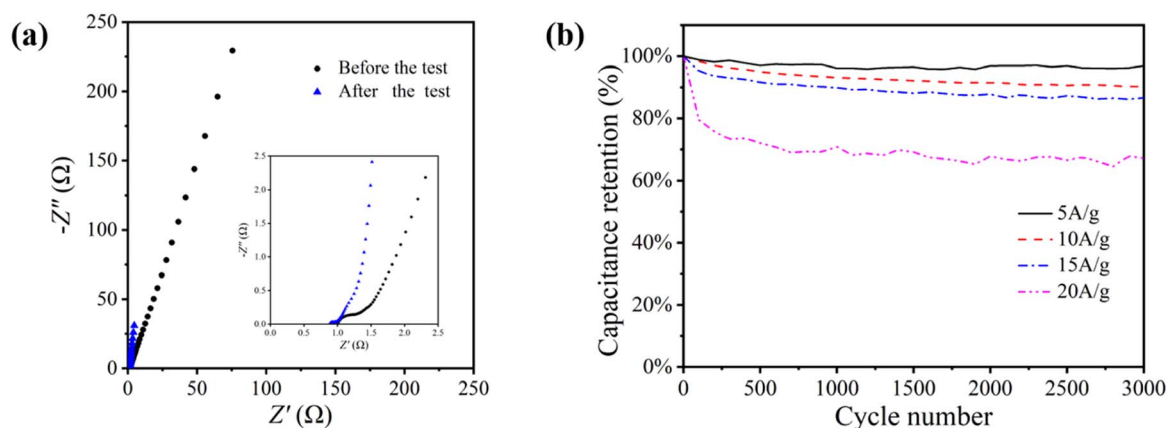 (a)
250
200
150
100
50
0
-Z″ (Ω)
Before the test
After the test
2.5
2.0
1.5
1.0
0.5
0.0
-Z″ (Ω)
0.0 0.5 1.0 1.5 2.0 2.5
Z′ (Ω)
0 50 100 150 200 250
Z′ (Ω)
(b)
100%
80%
60%
40%
20%
0%
Capacitance retention (%)
5A/g
10A/g
15A/g
20A/g
0 500 1000 1500 2000 2500 3000
Cycle number